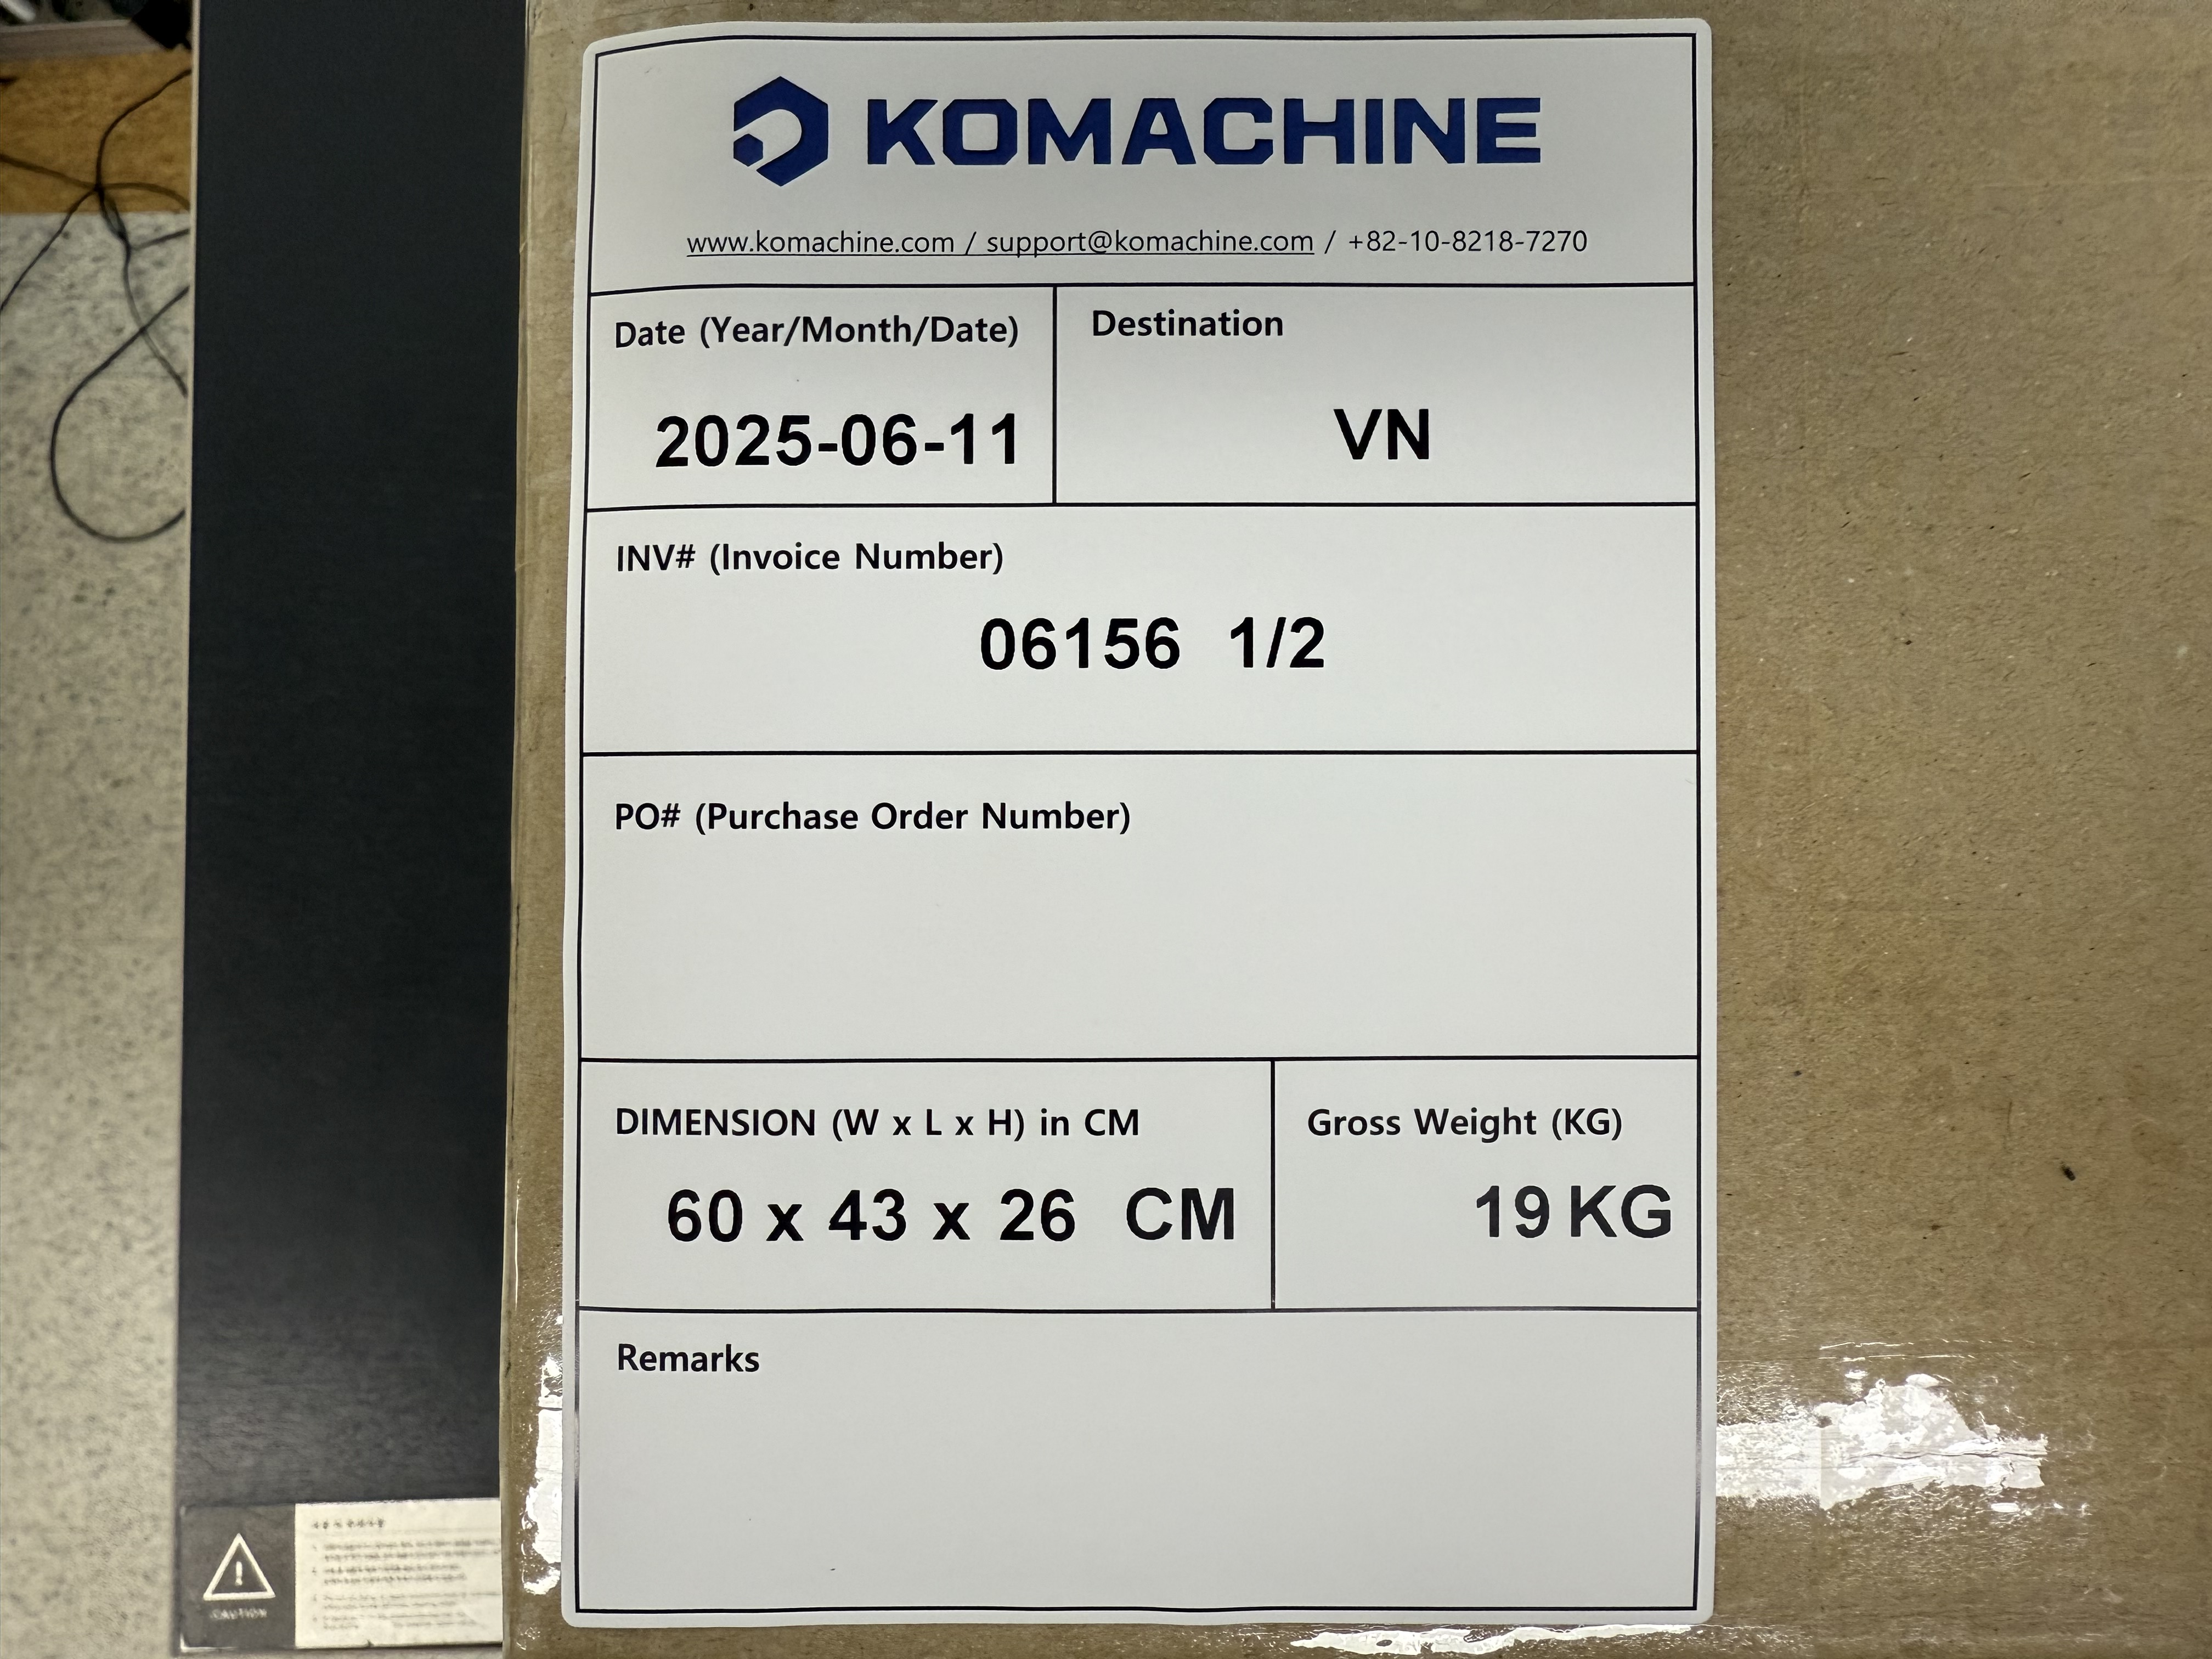 KOMACHINE
www.komachine.com / support@komachine.com / +82-10-8218-7270
Date (Year/Month/Date)
2025-06-11
Destination
VN
INV# (Invoice Number)
06156 1/2
PO# (Purchase Order Number)
DIMENSION (W x L x H) in CM
60 x 43 x 26 CM
Gross Weight (KG)
19 KG
Remarks
CAUTION